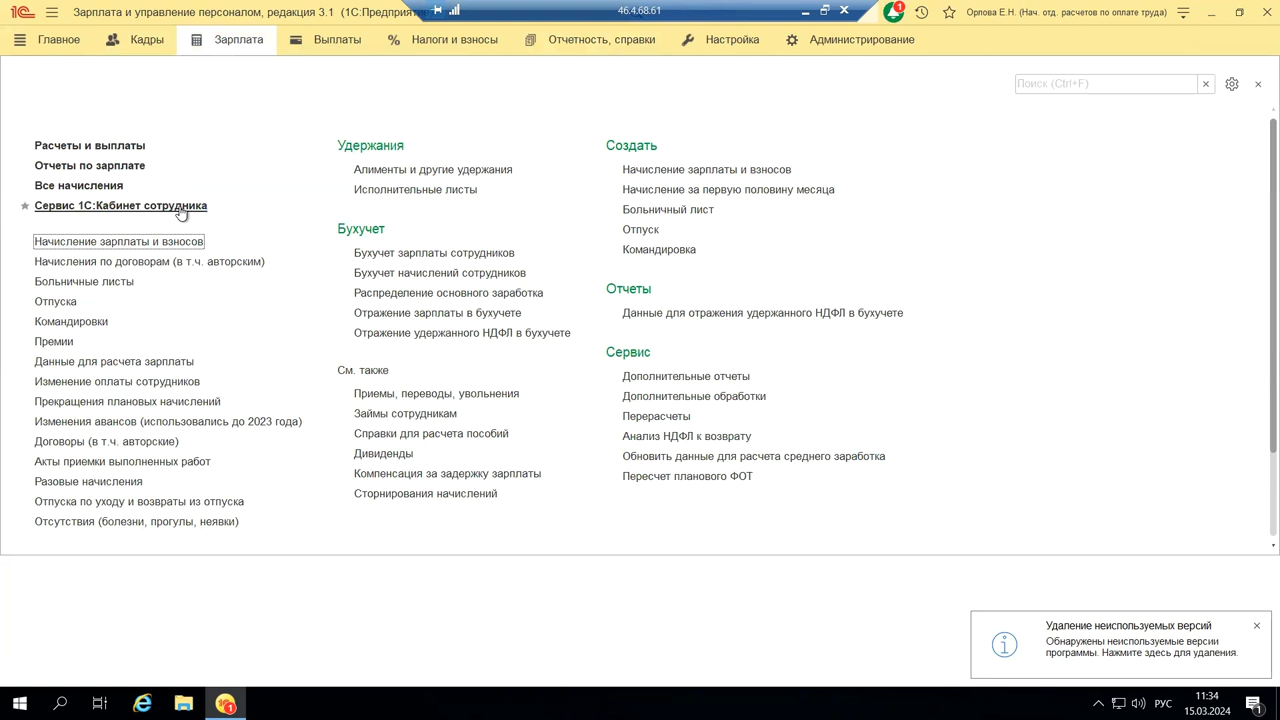 Зарплата и управление персоналом, редакция 3.1 (1С:Предприятие
46.4.68.61
1
Орлова Е.Н. (Нач. отд. расчетов по оплате труда)
Главное
Кадры
Зарплата
Выплаты
Налоги и взносы
Отчетность, справки
Настройка
Администрирование
Поиск (Ctrl+F)
Расчеты и выплаты
Отчеты по зарплате
Все начисления
Сервис 1С:Кабинет сотрудника
Начисление зарплаты и взносов
Начисления по договорам (в т.ч. авторским)
Больничные листы
Отпуска
Командировки
Премии
Данные для расчета зарплаты
Изменение оплаты сотрудников
Прекращения плановых начислений
Изменения авансов (использовались до 2023 года)
Договоры (в т.ч. авторские)
Акты приемки выполненных работ
Разовые начисления
Отпуска по уходу и возвраты из отпуска
Отсутствия (болезни, прогулы, неявки)
Удержания
Алименты и другие удержания
Исполнительные листы
Бухучет
Бухучет зарплаты сотрудников
Бухучет начислений сотрудников
Распределение основного заработка
Отражение зарплаты в бухучете
Отражение удержанного НДФЛ в бухучете
См. также
Приемы, переводы, увольнения
Займы сотрудникам
Справки для расчета пособий
Дивиденды
Компенсация за задержку зарплаты
Сторнирования начислений
Создать
Начисление зарплаты и взносов
Начисление за первую половину месяца
Больничный лист
Отпуск
Командировка
Отчеты
Данные для отражения удержанного НДФЛ в бухучете
Сервис
Дополнительные отчеты
Дополнительные обработки
Перерасчеты
Анализ НДФЛ к возврату
Обновить данные для расчета среднего заработка
Пересчет планового ФОТ
Удаление неиспользуемых версий
Обнаружены неиспользуемые версии
программы. Нажмите здесь для удаления.
1
РУС
11:34
15.03.2024
1